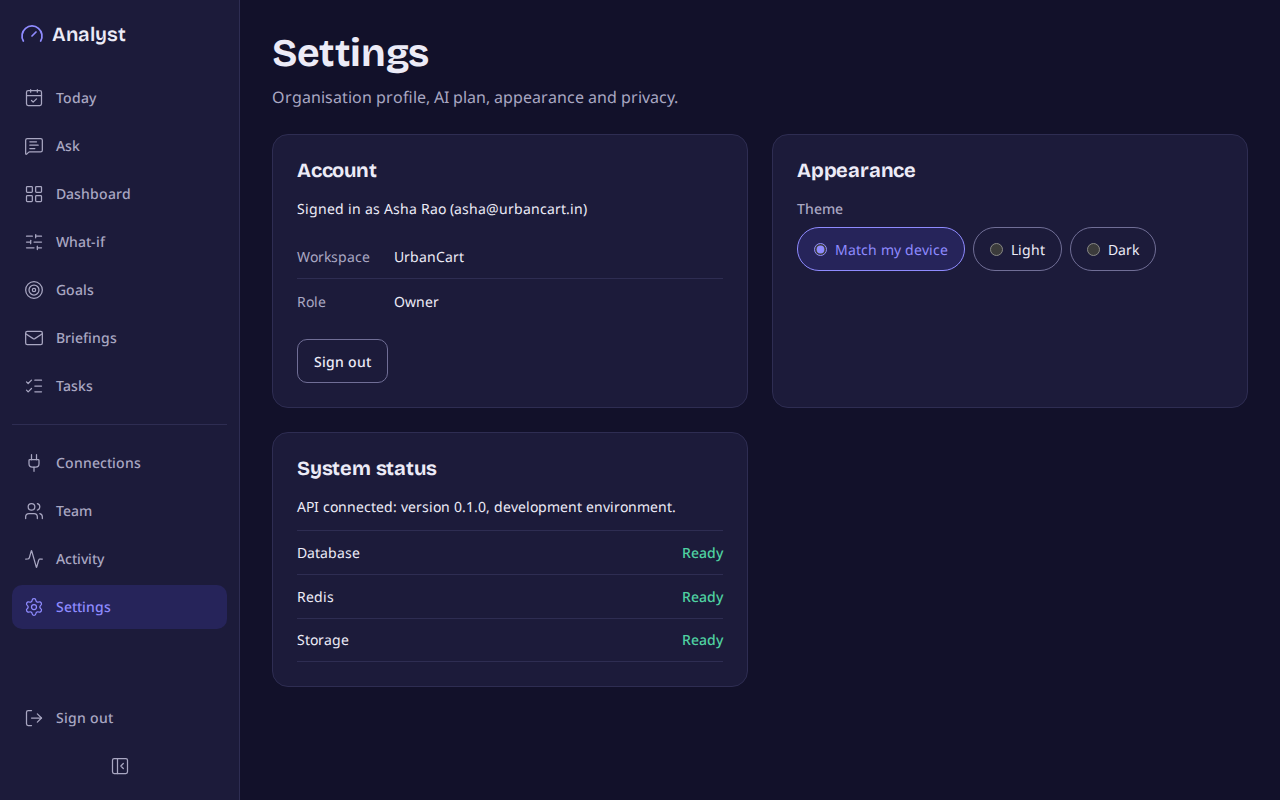 Analyst
Today
Ask
Dashboard
What-if
Goals
Briefings
Tasks
Connections
Team
Activity
Settings
Sign out
Settings
Organisation profile, AI plan, appearance and privacy.
Account
Signed in as Asha Rao (asha@urbancart.in)
Workspace UrbanCart
Role Owner
Sign out
Appearance
Theme
Match my device Light Dark
System status
API connected: version 0.1.0, development environment.
Database Ready
Redis Ready
Storage Ready